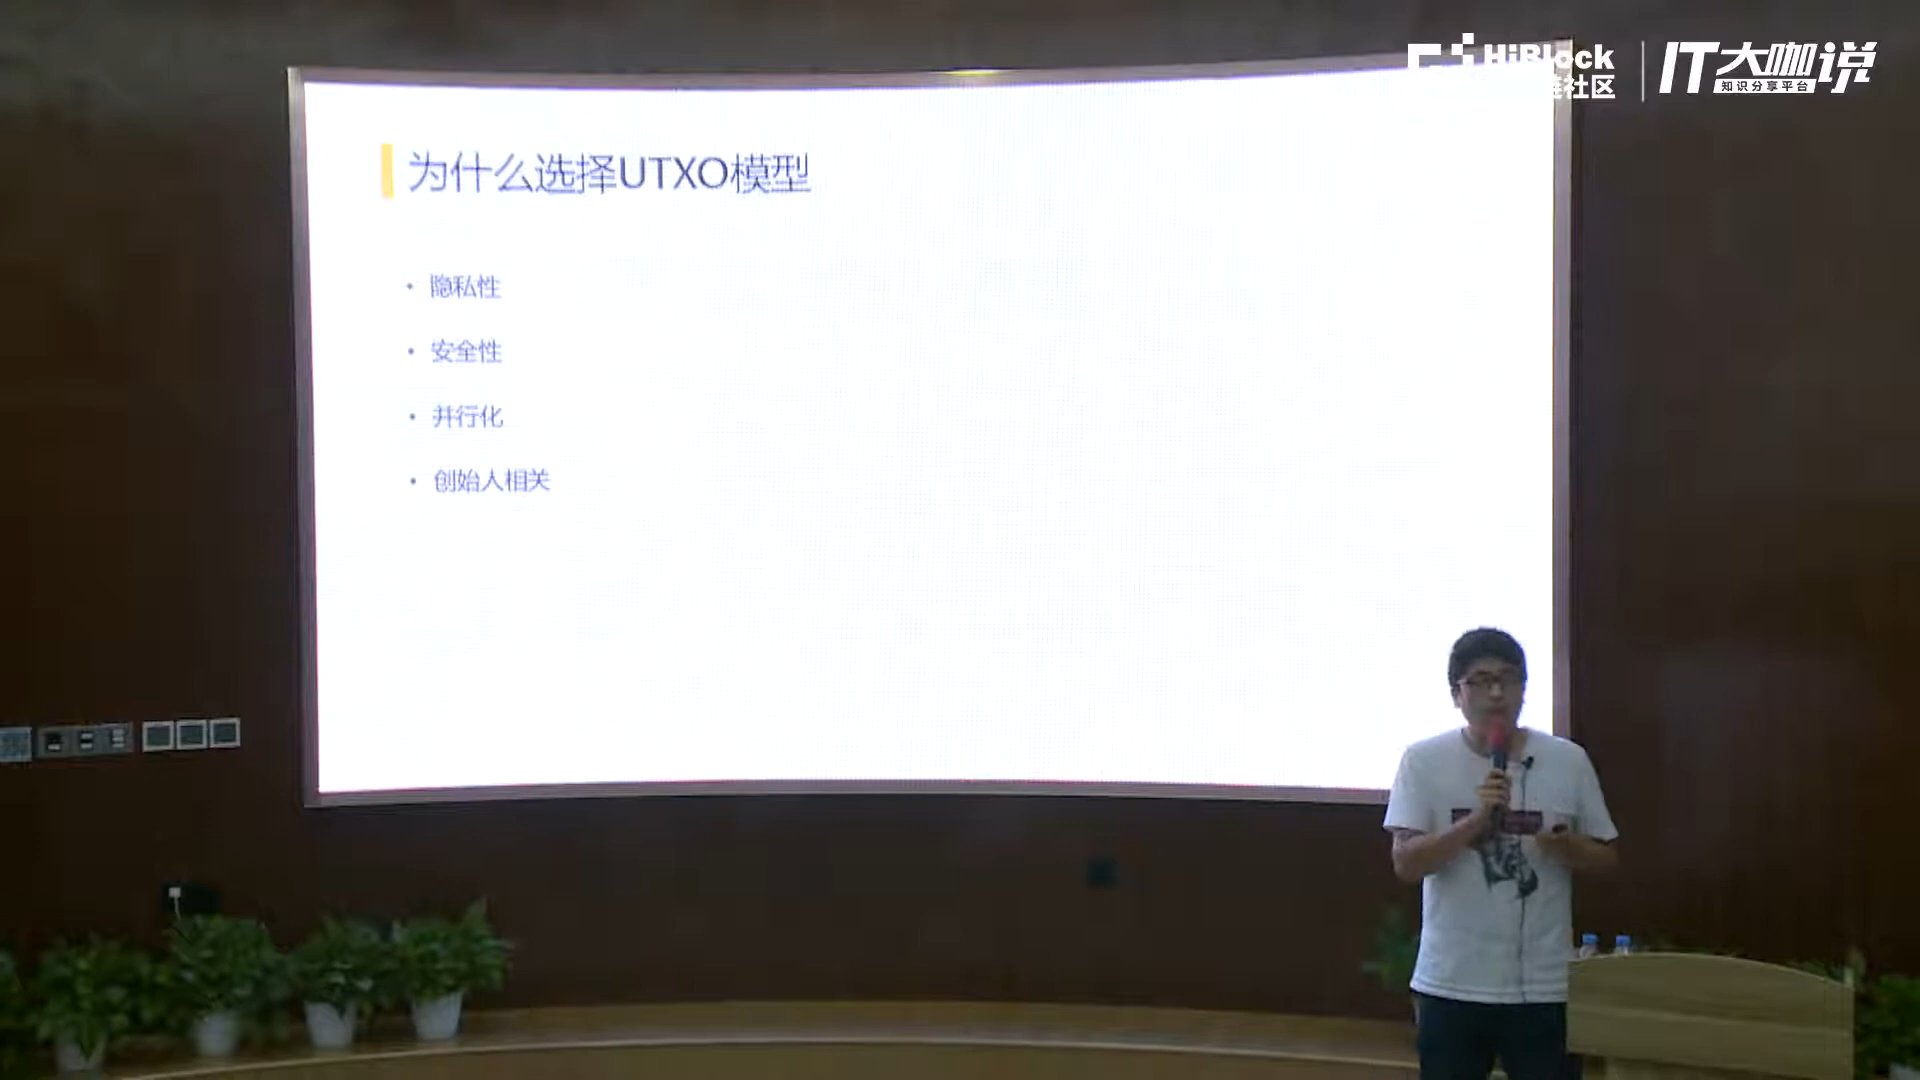 HiBlock
链社区
IT大咖说
知识分享平台
为什么选择UTXO模型
• 隐私性
• 安全性
• 并行化
• 创始人相关